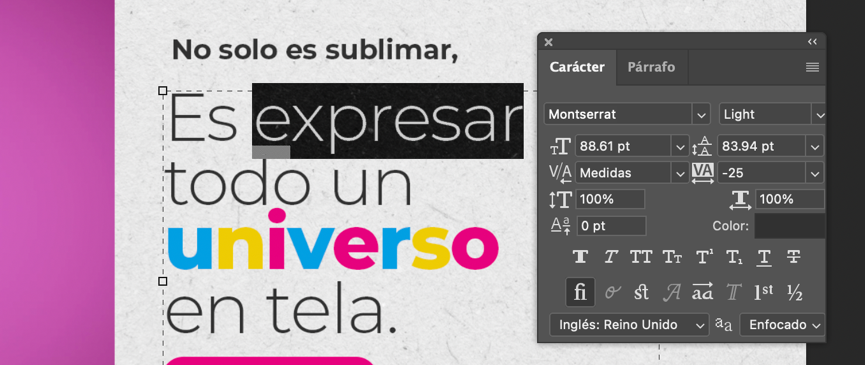 No solo es sublimar,
Es expresar
todo un
universo
en tela.
Carácter Párrafo
Montserrat Light
88.61 pt 83.94 pt
Medidas -25
100% 100%
0 pt Color:
T T TT Tт T¹ T₁ T T
fi o st A aa T 1st ½
Inglés: Reino Unido aa Enfocado